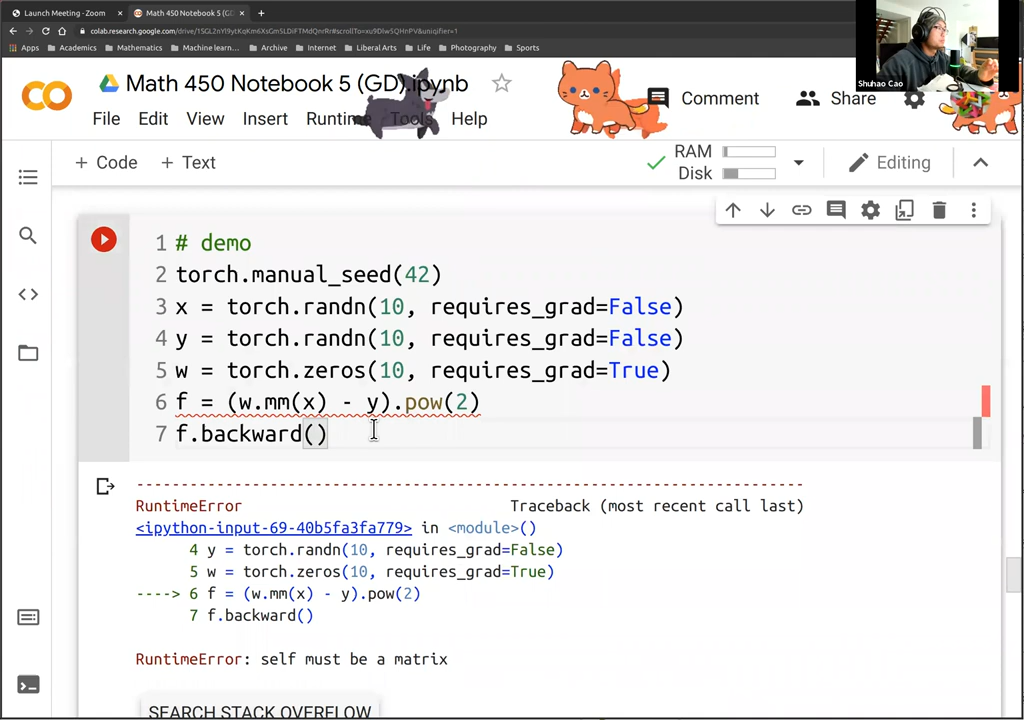 Launch Meeting - Zoom
Math 450 Notebook 5 (GD
colab.research.google.com
Apps
Academics
Mathematics
Machine learn...
Archive
Internet
Liberal Arts
Life
Photography
Sports
Shuhao Cao
CO
Math 450 Notebook 5 (GD).ipynb
Comment
Share
File Edit View Insert Runtime Tools Help
+ Code + Text
RAM
Disk
Editing
1 # demo
2 torch.manual_seed(42)
3 x = torch.randn(10, requires_grad=False)
4 y = torch.randn(10, requires_grad=False)
5 w = torch.zeros(10, requires_grad=True)
6 f = (w.mm(x) - y).pow(2)
7 f.backward()
---------------------------------------------------------------------------
RuntimeError Traceback (most recent call last)
<ipython-input-69-40b5fa3fa779> in <module>()
4 y = torch.randn(10, requires_grad=False)
5 w = torch.zeros(10, requires_grad=True)
----> 6 f = (w.mm(x) - y).pow(2)
7 f.backward()
RuntimeError: self must be a matrix
SEARCH STACK OVERFLOW